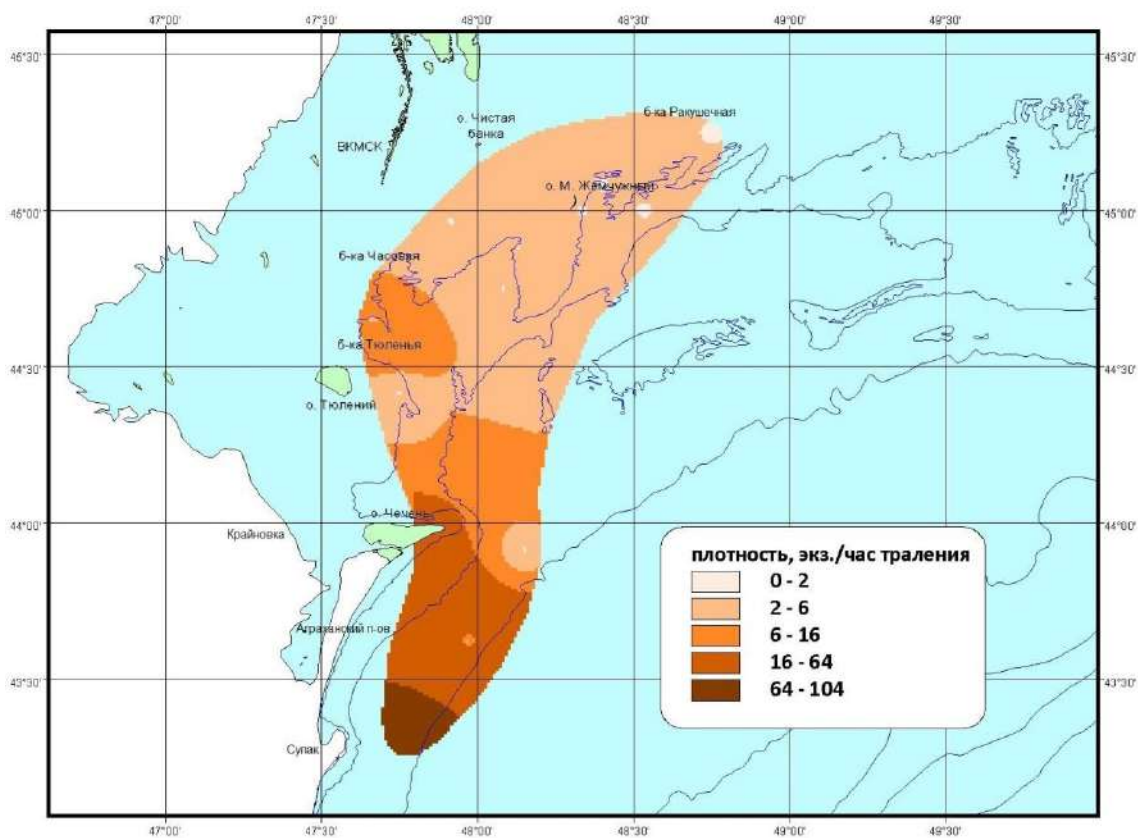 47°00'
47°30'
48°00'
48°30'
49°00'
49°30'
45°30'
45°30'
б-ка Ракушечная
о. Чистая
банка
ВКМСК
о. М. Жемчужный
45°00'
45°00'
б-ка Часовая
б-ка Тюленья
44°30'
44°30'
о. Тюлений
о. Чечень
44°00'
44°00'
Крайновка
плотность, экз./час траления
0 - 2
2 - 6
6 - 16
16 - 64
64 - 104
Аграханский п-ов
43°30'
43°30'
Сулак
47°00'
47°30'
48°00'
48°30'
49°00'
49°30'